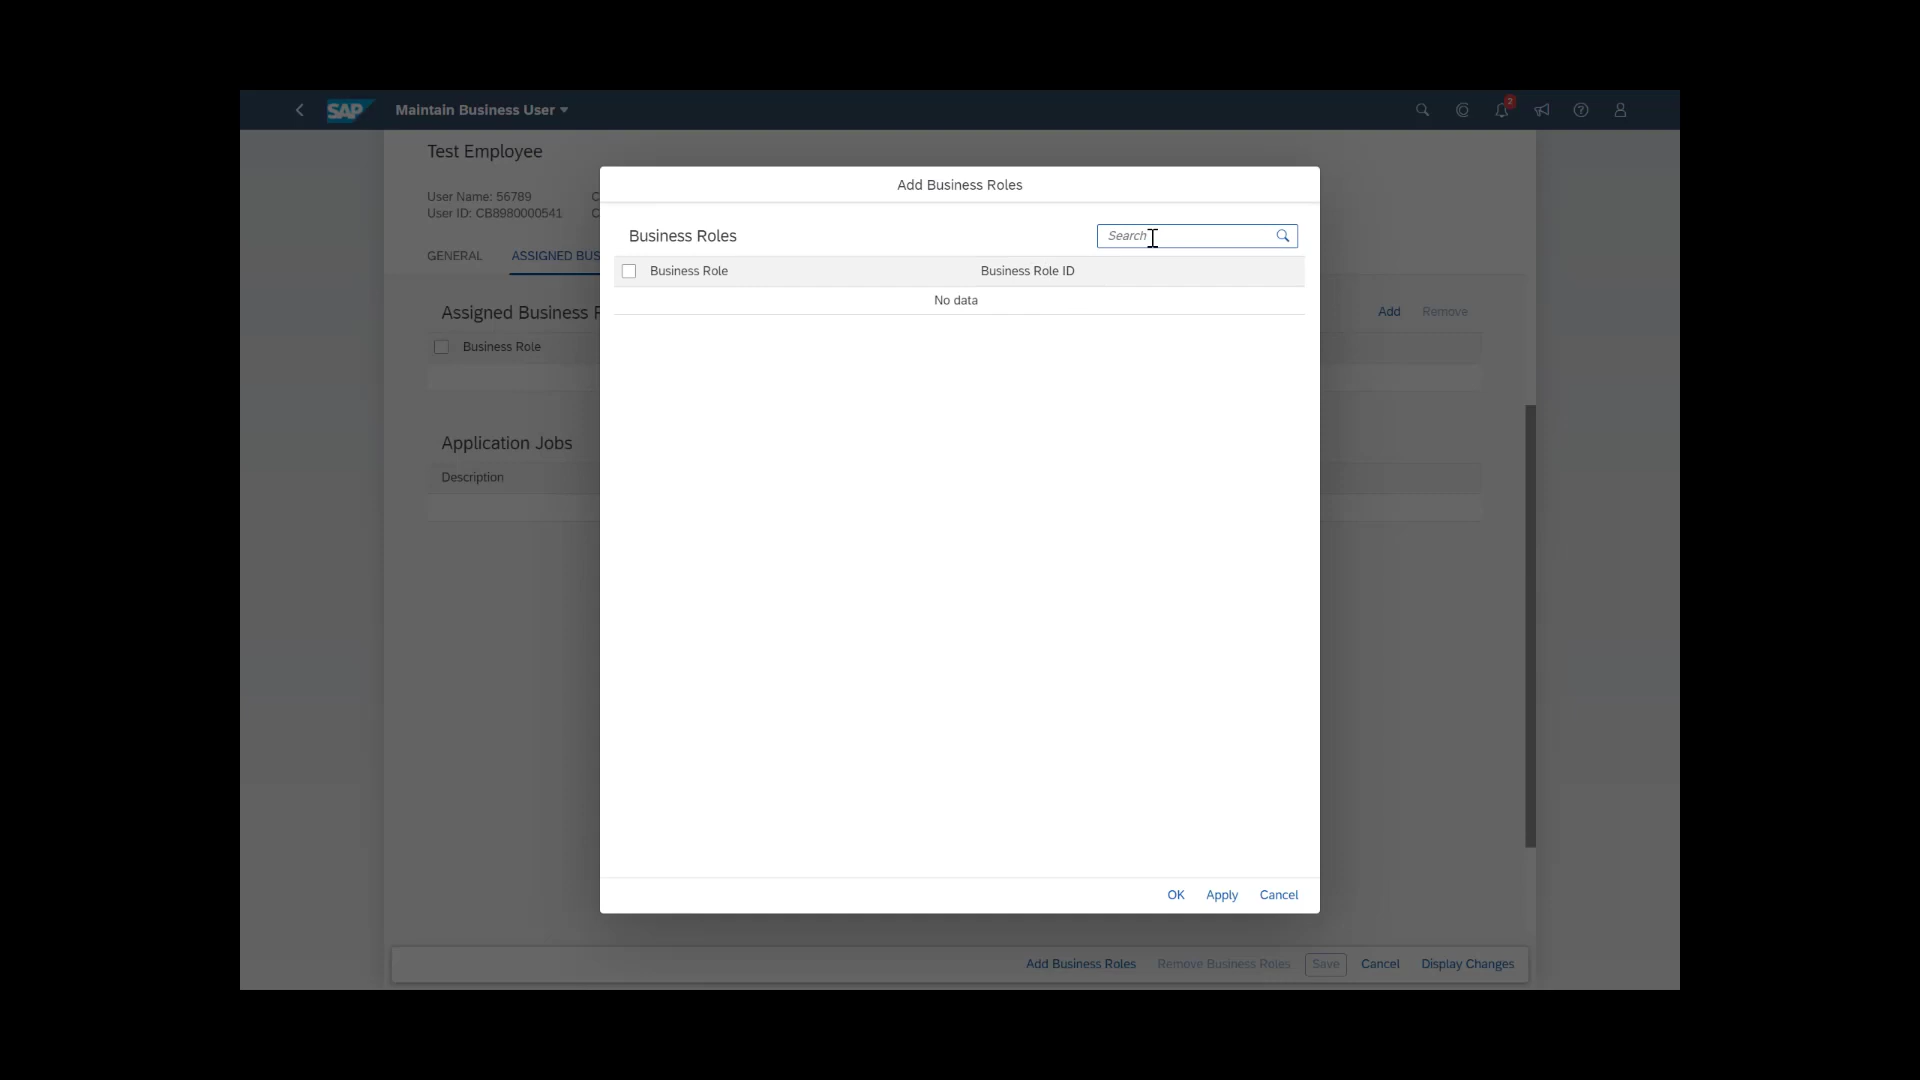 SAP Maintain Business User
2
Test Employee
User Name: 56789
User ID: CB8980000541
GENERAL ASSIGNED BUS
Assigned Business R
Add Remove
Business Role
Application Jobs
Description
Add Business Roles
Business Roles
Search
Business Role Business Role ID
No data
OK Apply Cancel
Add Business Roles Remove Business Roles Save Cancel Display Changes